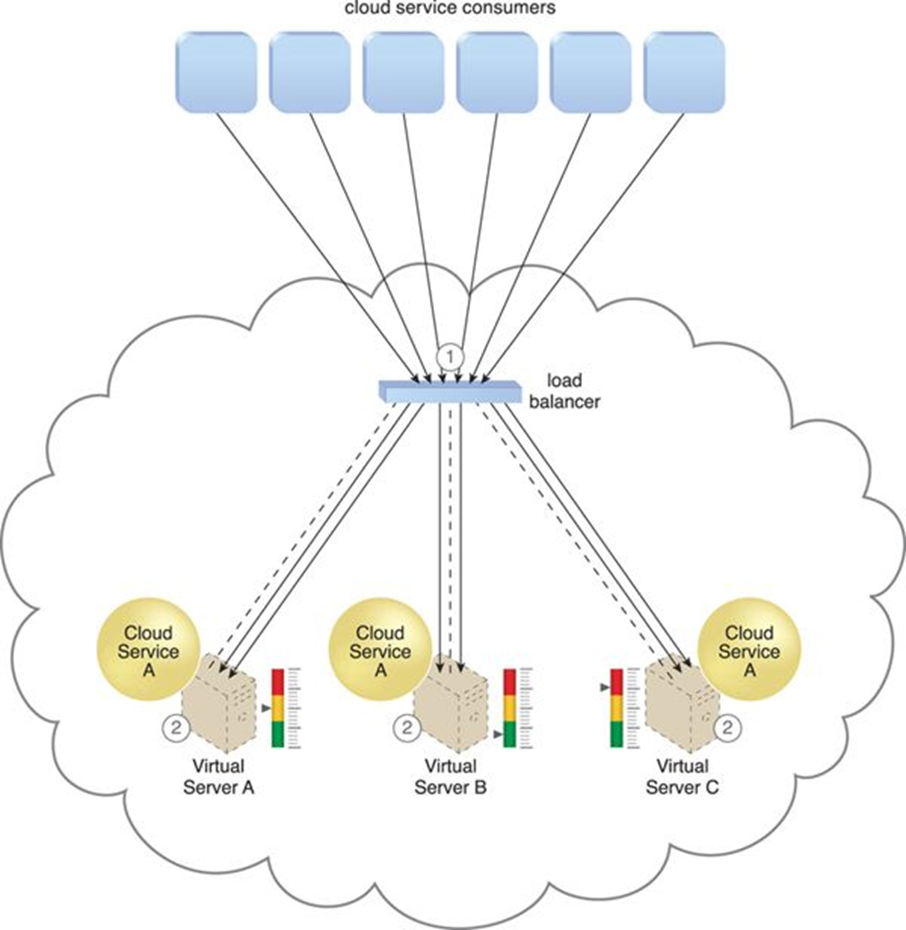 cloud service consumers
1
load
balancer
Cloud
Service
A
Cloud
Service
A
Cloud
Service
A
2
2
2
Virtual
Server A
Virtual
Server B
Virtual
Server C